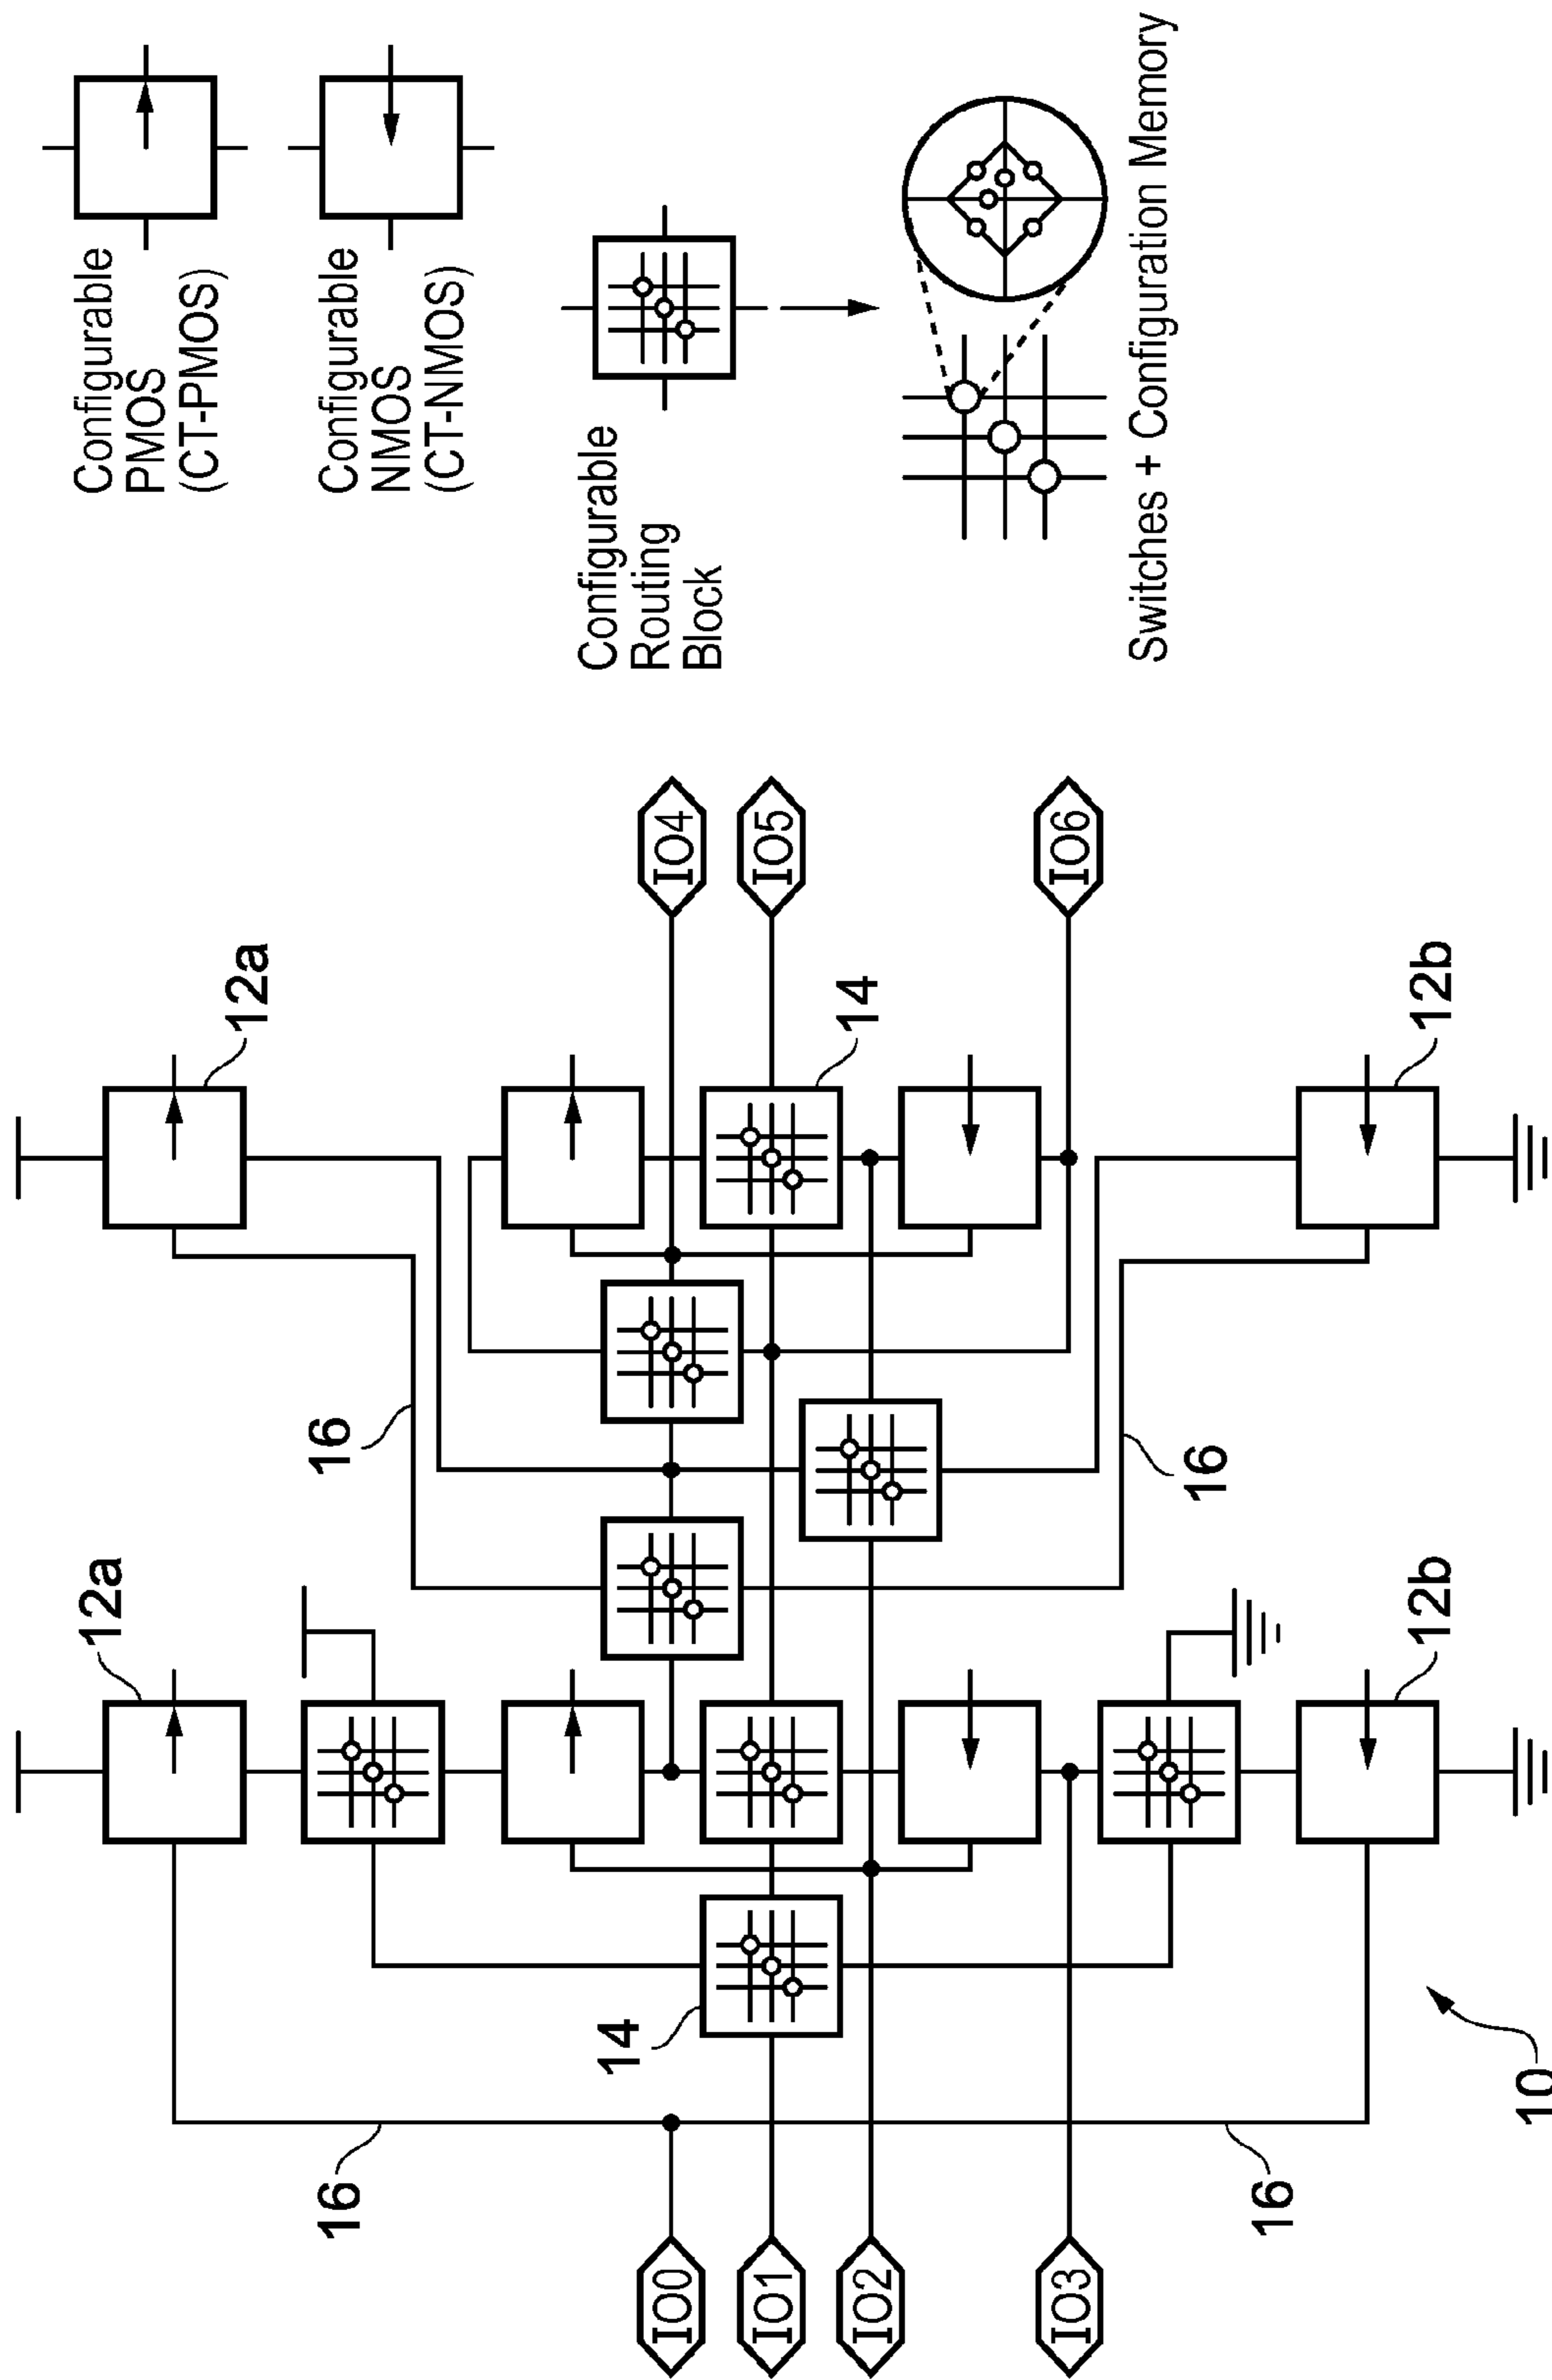 Configurable
PMOS
(CT-PMOS)
Configurable
NMOS
(CT-NMOS)
Configurable
Routing
Block
Switches + Configuration Memory
12a
12a
16
16
14
14
16
16
12b
12b
IO0
IO1
IO2
IO3
IO4
IO5
IO6
10